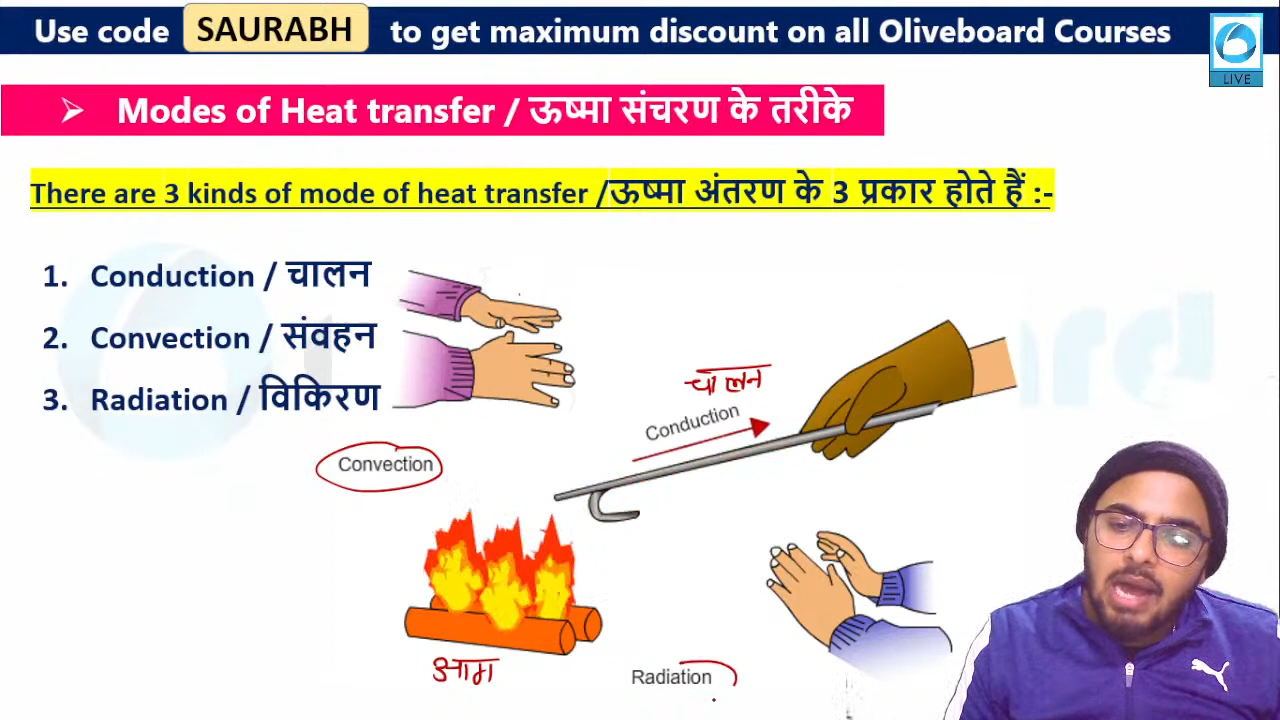 Use code SAURABH to get maximum discount on all Oliveboard Courses
LIVE
➢ Modes of Heat transfer / ऊष्मा संचरण के तरीके
There are 3 kinds of mode of heat transfer /ऊष्मा अंतरण के 3 प्रकार होते हैं :-
1. Conduction / चालन
2. Convection / संवहन
3. Radiation / विकिरण
चालन
Conduction
Convection
आग
Radiation